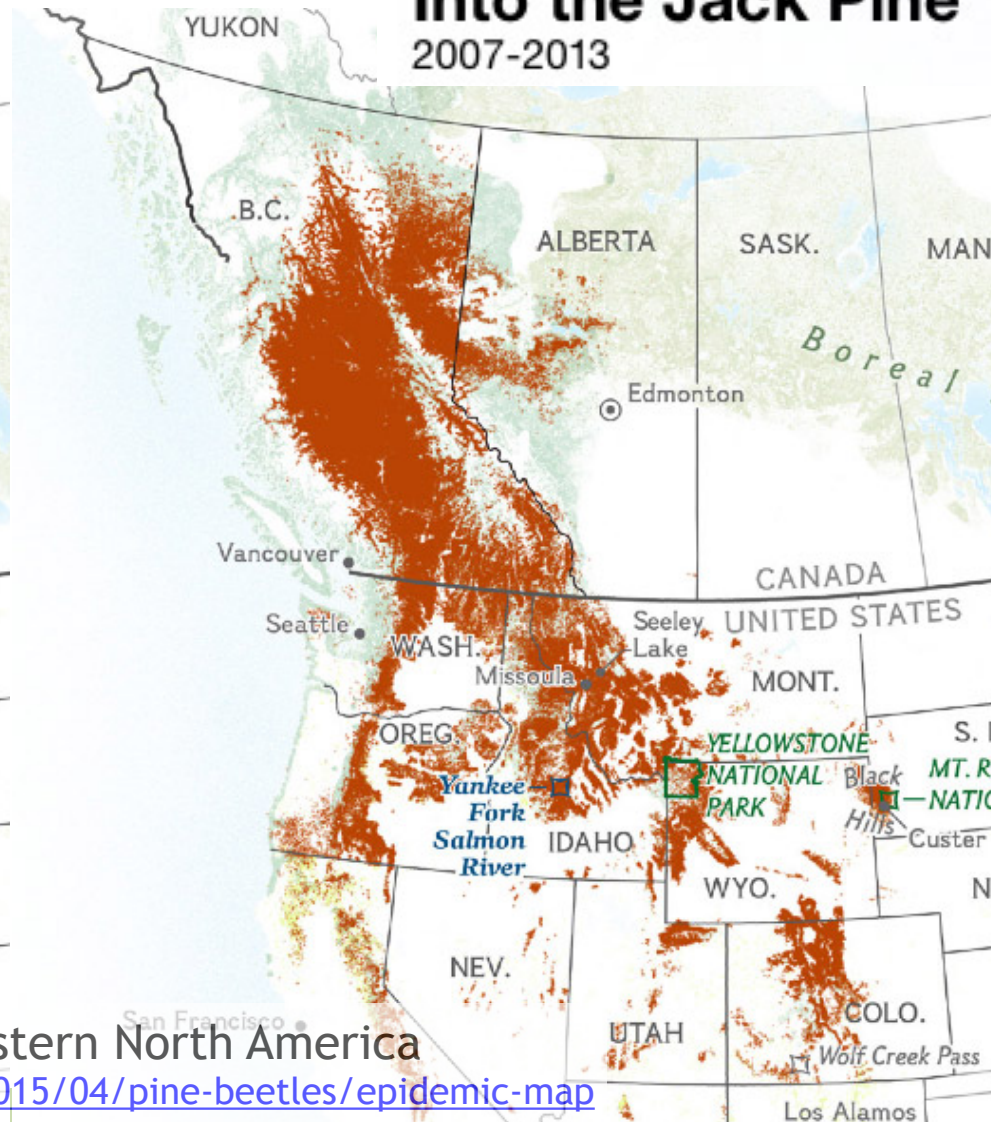 Into the Jack Pine
2007-2013
YUKON
B.C.
ALBERTA
SASK.
MAN
Boreal
Edmonton
Vancouver
CANADA
UNITED STATES
Seattle
Seeley
Lake
WASH.
Missoula
MONT.
OREG.
YELLOWSTONE
NATIONAL
PARK
S.
Black
Hills
MT. R
NATIO
Yankee
Fork
Salmon
River
IDAHO
Custer
WYO.
N
NEV.
San Francisco
UTAH
COLO.
Wolf Creek Pass
Los Alamos
stern North America
015/04/pine-beetles/epidemic-map